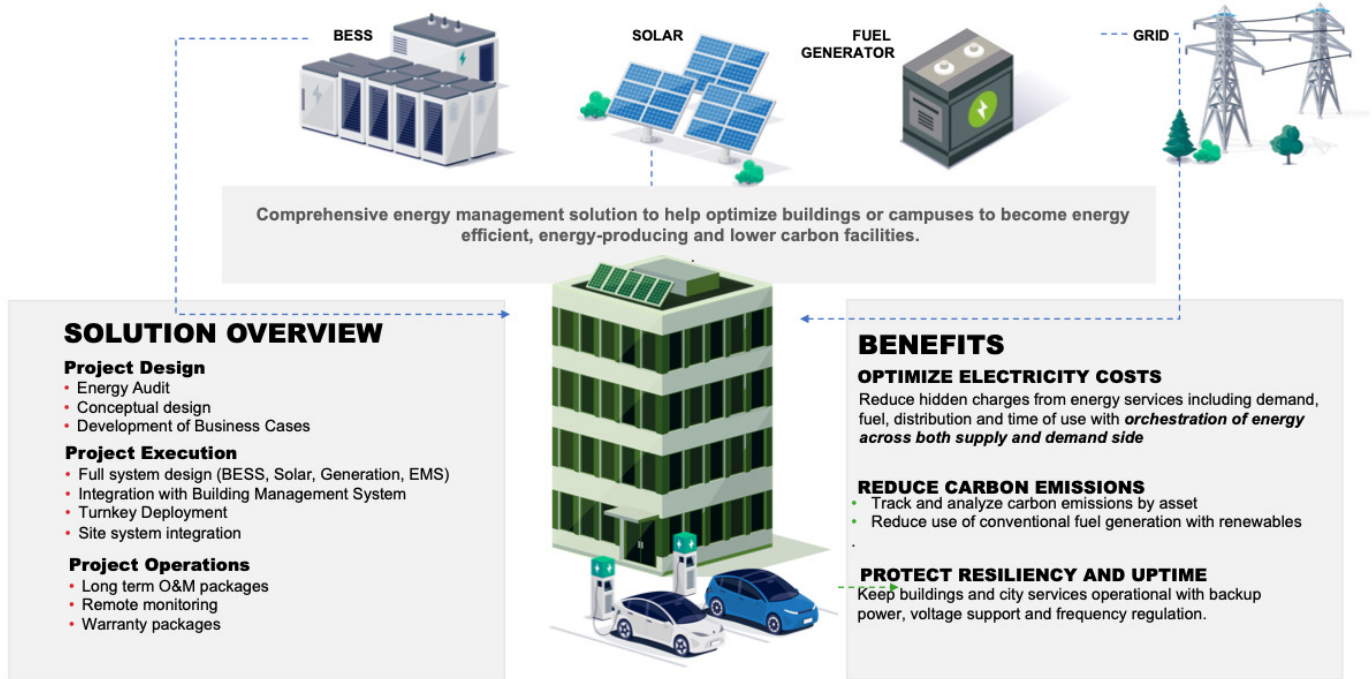 BESS
SOLAR
FUEL
GENERATOR
GRID
Comprehensive energy management solution to help optimize buildings or campuses to become energy
efficient, energy-producing and lower carbon facilities.
.
SOLUTION OVERVIEW
Project Design
• Energy Audit
• Conceptual design
• Development of Business Cases
Project Execution
• Full system design (BESS, Solar, Generation, EMS)
• Integration with Building Management System
• Turnkey Deployment
• Site system integration
Project Operations
• Long term O&M packages
• Remote monitoring
• Warranty packages
BENEFITS
OPTIMIZE ELECTRICITY COSTS
Reduce hidden charges from energy services including demand,
fuel, distribution and time of use with orchestration of energy
across both supply and demand side
REDUCE CARBON EMISSIONS
• Track and analyze carbon emissions by asset
• Reduce use of conventional fuel generation with renewables
.
PROTECT RESILIENCY AND UPTIME
Keep buildings and city services operational with backup
power, voltage support and frequency regulation.